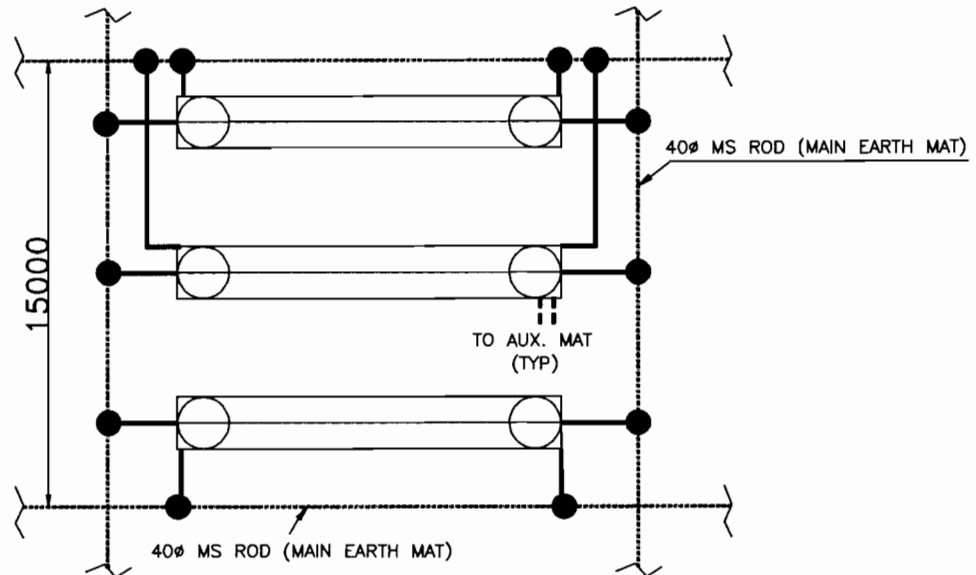 40ø MS ROD (MAIN EARTH MAT)
15000
TO AUX. MAT
(TYP)
40ø MS ROD (MAIN EARTH MAT)